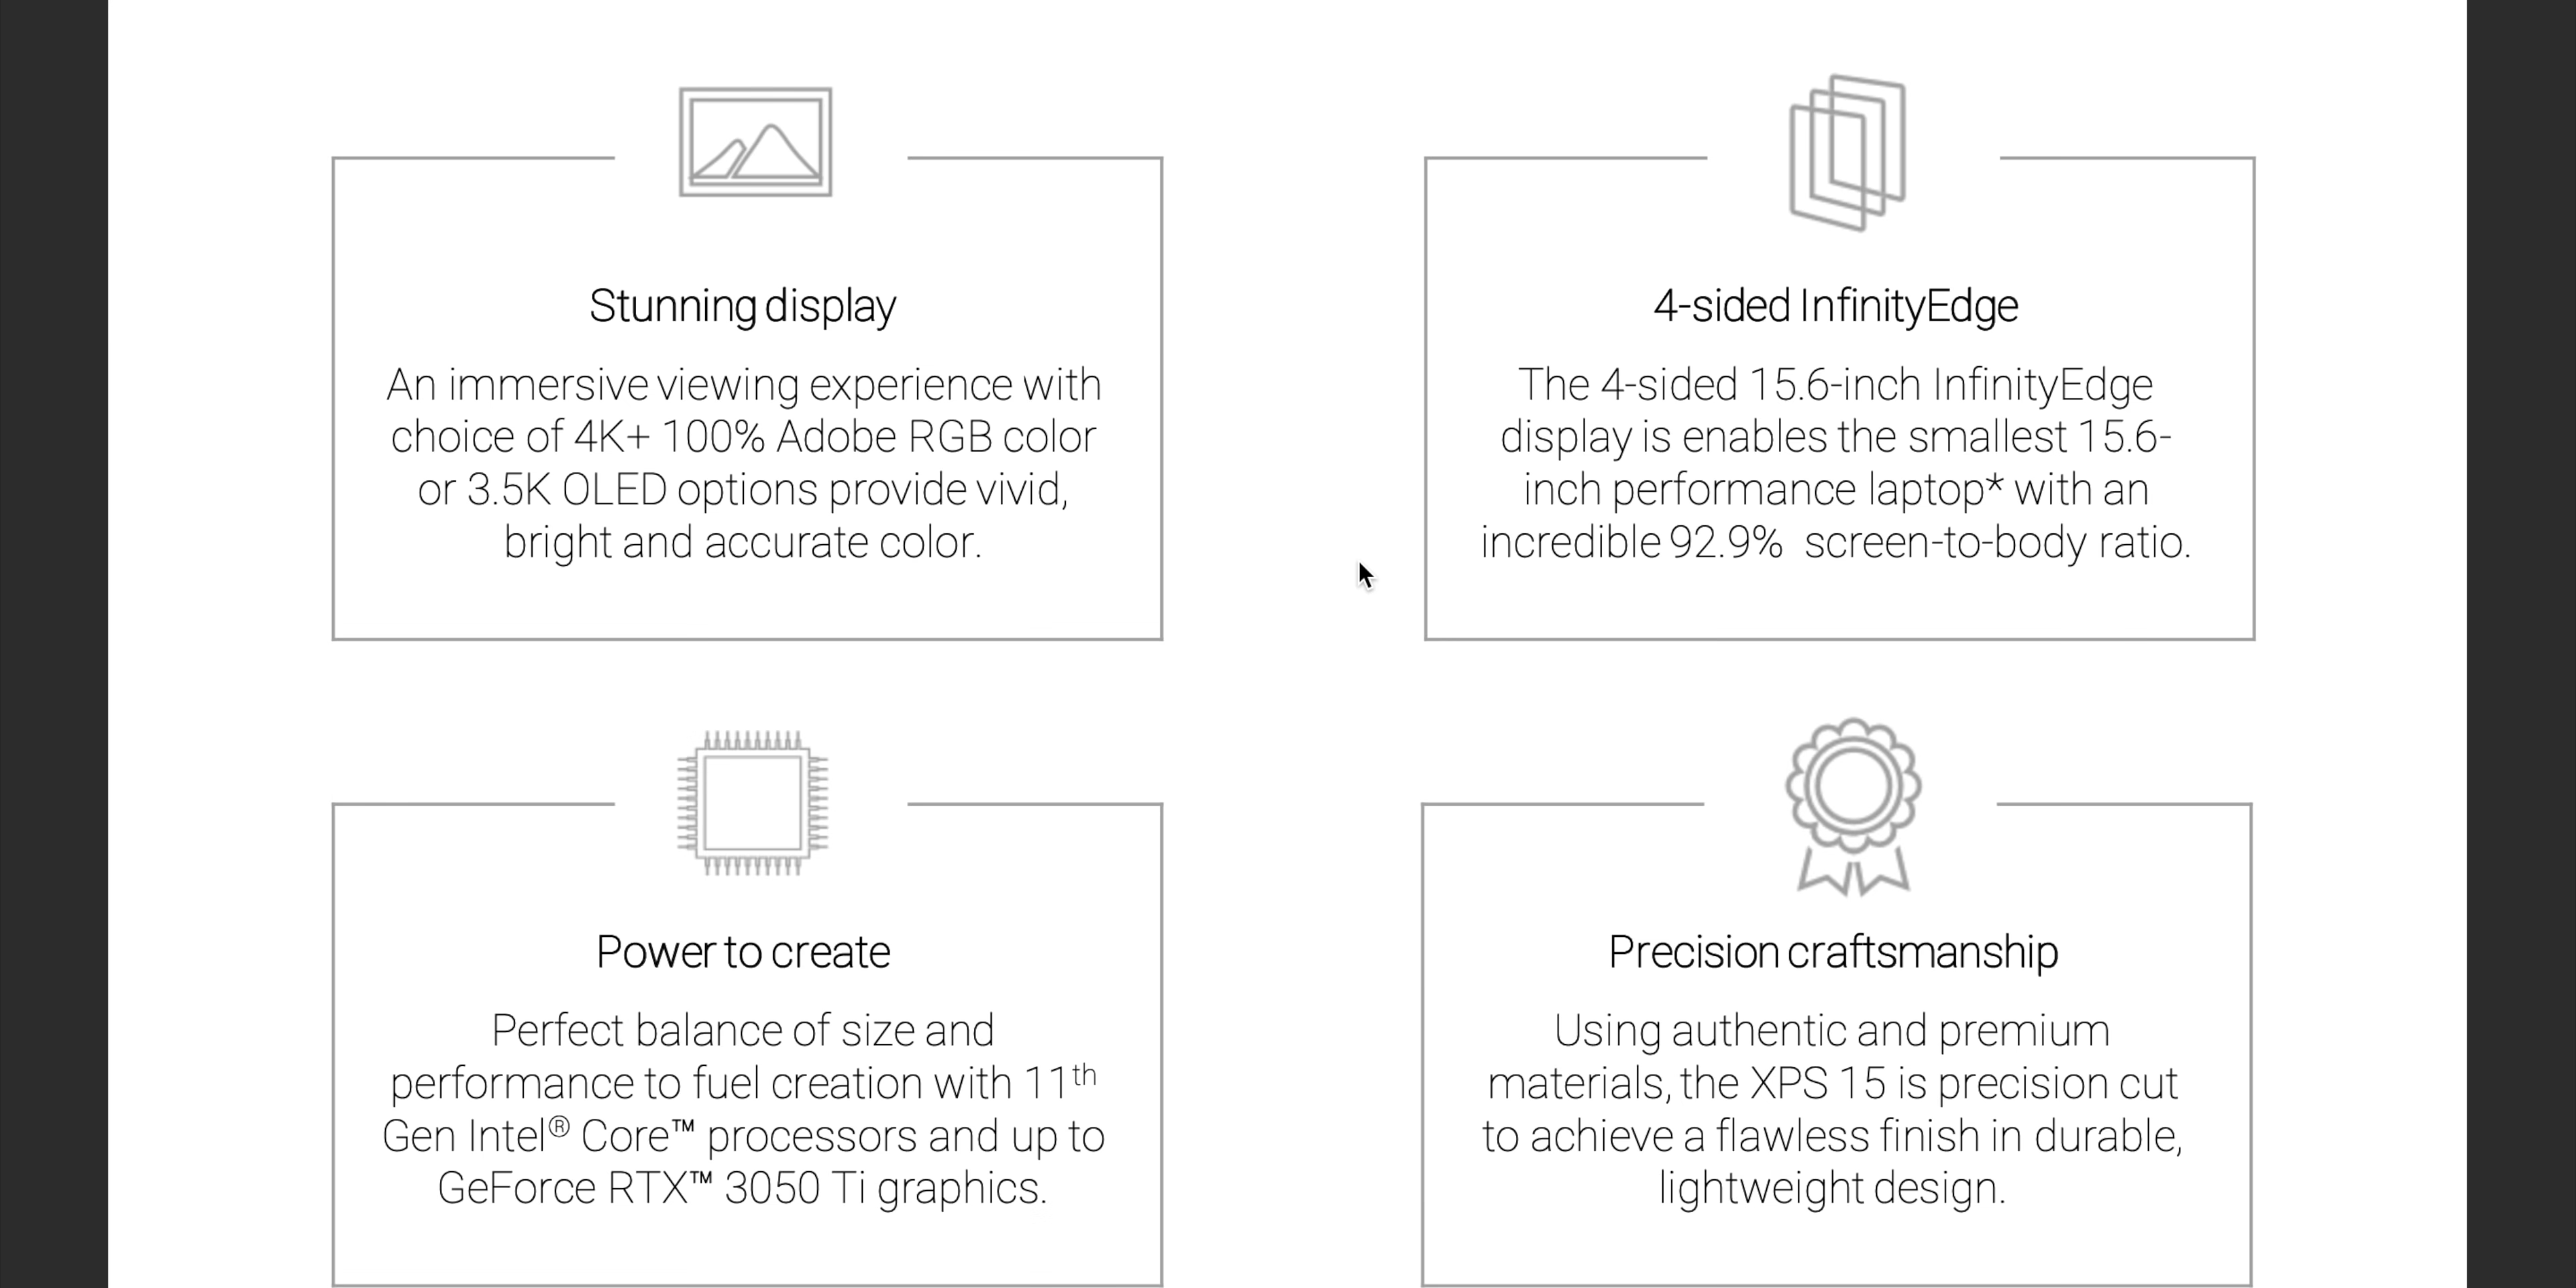 Stunning display
An immersive viewing experience with
choice of 4K+ 100% Adobe RGB color
or 3.5K OLED options provide vivid,
bright and accurate color.
4-sided InfinityEdge
The 4-sided 15.6-inch InfinityEdge
display is enables the smallest 15.6-
inch performance laptop* with an
incredible 92.9%  screen-to-body ratio.
Power to create
Perfect balance of size and
performance to fuel creation with 11th
Gen Intel® Core™ processors and up to
GeForce RTX™ 3050 Ti graphics.
Precision craftsmanship
Using authentic and premium
materials, the XPS 15 is precision cut
to achieve a flawless finish in durable,
lightweight design.